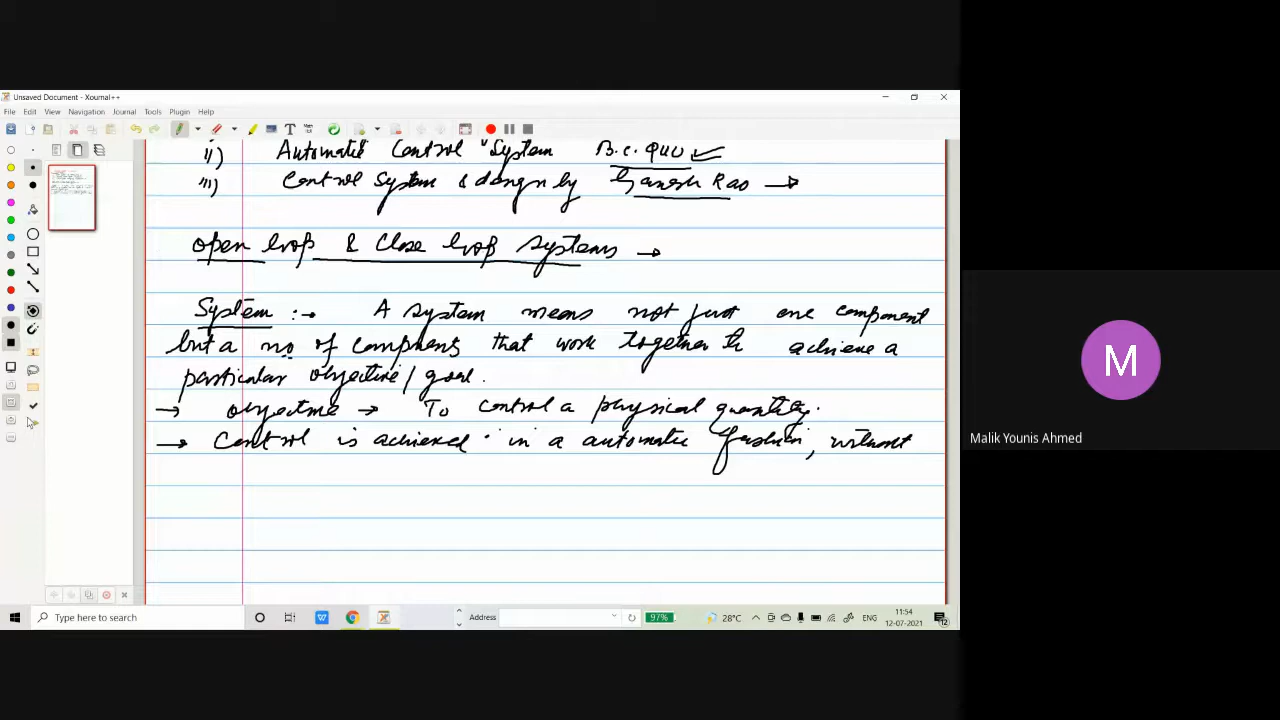 Unsaved Document - Xournal++
File Edit View Navigation Journal Tools Plugin Help
ii) Automatic Control System B.C. QUO
iii) Control System & design by Ganesh Rao →
open loop & Close loop systems →
System :→ A system means not just one component
but a no of components that work together to achieve a
particular objective / goal.
→ objective → To control a physical quantity.
→ Control is achieved in a automatic fashion, without
M
Malik Younis Ahmed
Type here to search
Address
97%
28°C
ENG
11:54
12-07-2021
12